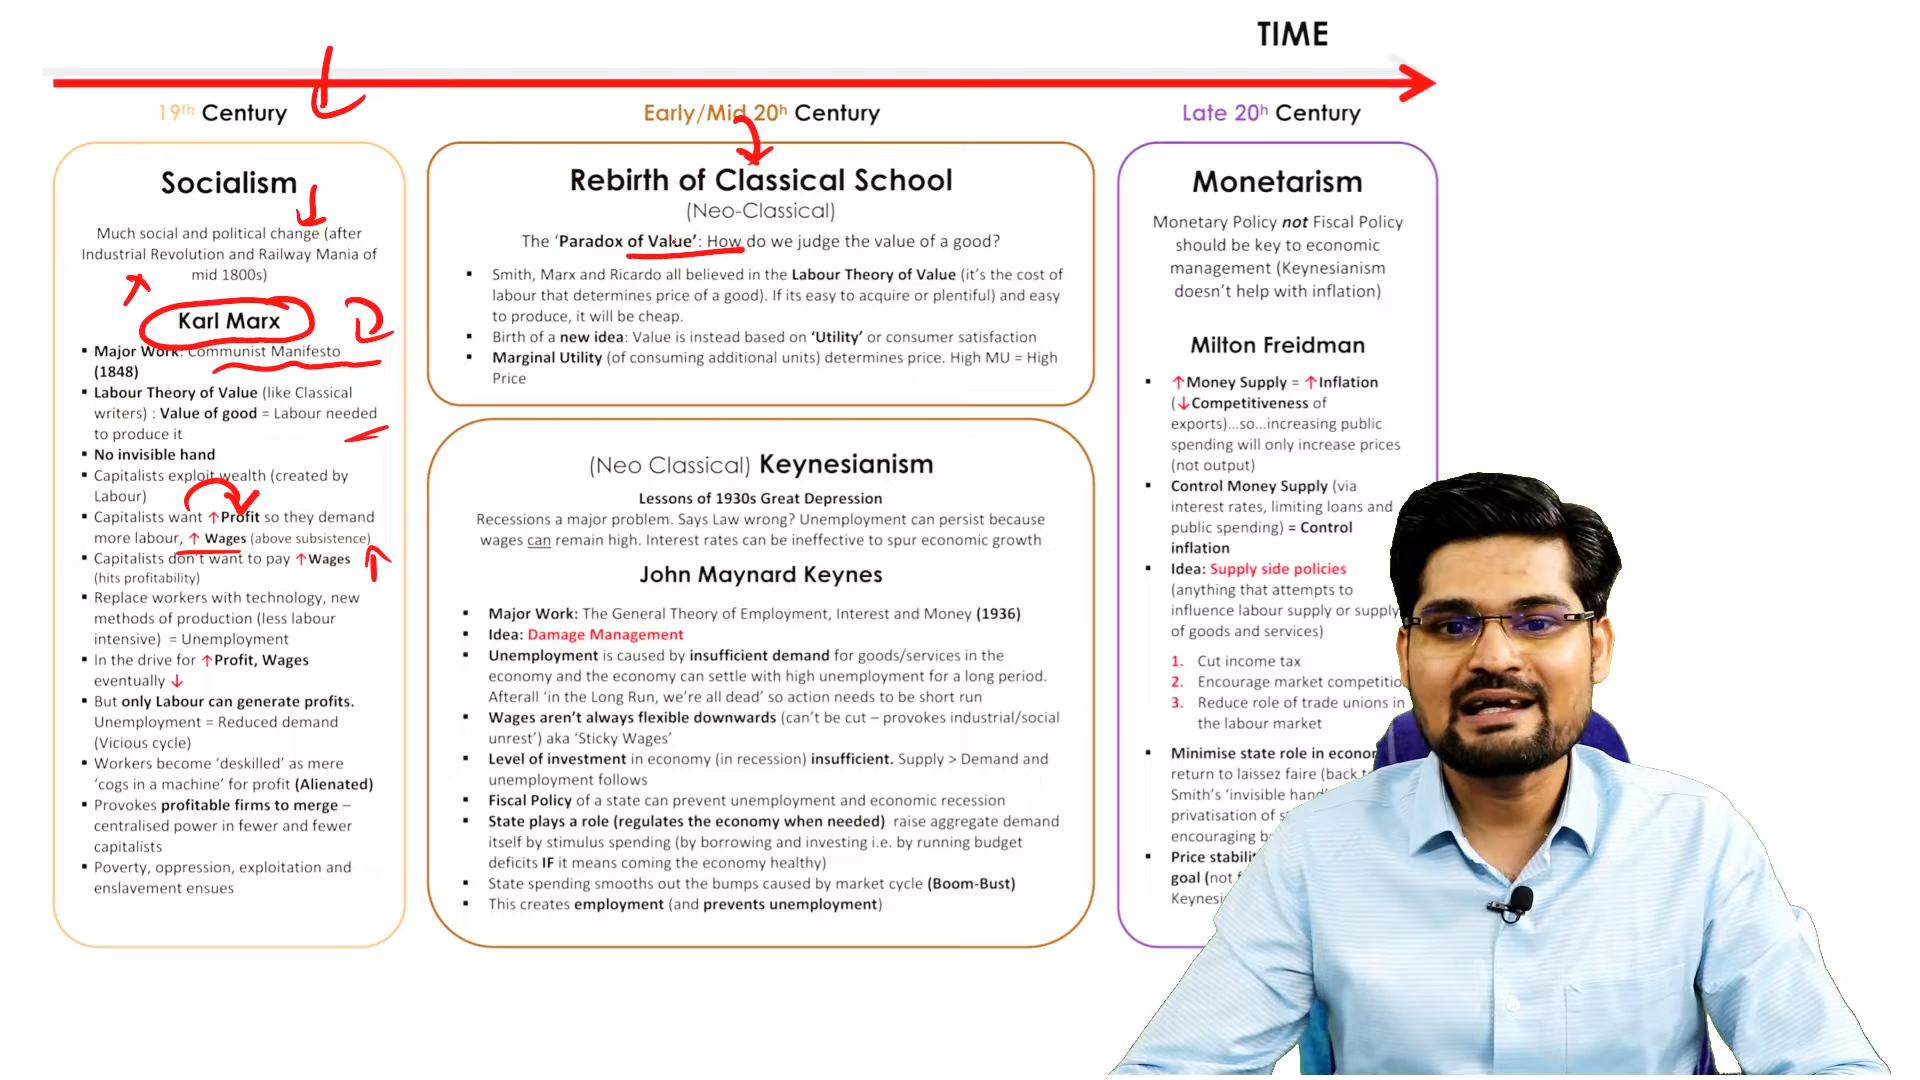 TIME
19th Century
Socialism
Much social and political change (after
Industrial Revolution and Railway Mania of
mid 1800s)
Karl Marx
▪ Major Work: Communist Manifesto
(1848)
▪ Labour Theory of Value (like Classical
writers) : Value of good = Labour needed
to produce it
▪ No invisible hand
▪ Capitalists exploit wealth (created by
Labour)
▪ Capitalists want ↑Profit so they demand
more labour, ↑ Wages (above subsistence)
▪ Capitalists don't want to pay ↑Wages
(hits profitability)
▪ Replace workers with technology, new
methods of production (less labour
intensive) = Unemployment
▪ In the drive for ↑Profit, Wages
eventually ↓
▪ But only Labour can generate profits.
Unemployment = Reduced demand
(Vicious cycle)
▪ Workers become 'deskilled' as mere
'cogs in a machine' for profit (Alienated)
▪ Provokes profitable firms to merge –
centralised power in fewer and fewer
capitalists
▪ Poverty, oppression, exploitation and
enslavement ensues
Early/Mid 20h Century
Rebirth of Classical School
(Neo-Classical)
The 'Paradox of Value': How do we judge the value of a good?
▪ Smith, Marx and Ricardo all believed in the Labour Theory of Value (it's the cost of
labour that determines price of a good). If its easy to acquire or plentiful) and easy
to produce, it will be cheap.
▪ Birth of a new idea: Value is instead based on 'Utility' or consumer satisfaction
▪ Marginal Utility (of consuming additional units) determines price. High MU = High
Price
(Neo Classical) Keynesianism
Lessons of 1930s Great Depression
Recessions a major problem. Says Law wrong? Unemployment can persist because
wages can remain high. Interest rates can be ineffective to spur economic growth
John Maynard Keynes
▪ Major Work: The General Theory of Employment, Interest and Money (1936)
▪ Idea: Damage Management
▪ Unemployment is caused by insufficient demand for goods/services in the
economy and the economy can settle with high unemployment for a long period.
Afterall 'in the Long Run, we're all dead' so action needs to be short run
▪ Wages aren't always flexible downwards (can't be cut – provokes industrial/social
unrest') aka 'Sticky Wages'
▪ Level of investment in economy (in recession) insufficient. Supply > Demand and
unemployment follows
▪ Fiscal Policy of a state can prevent unemployment and economic recession
▪ State plays a role (regulates the economy when needed) raise aggregate demand
itself by stimulus spending (by borrowing and investing i.e. by running budget
deficits IF it means coming the economy healthy)
▪ State spending smooths out the bumps caused by market cycle (Boom-Bust)
▪ This creates employment (and prevents unemployment)
Late 20h Century
Monetarism
Monetary Policy not Fiscal Policy
should be key to economic
management (Keynesianism
doesn't help with inflation)
Milton Freidman
▪ ↑Money Supply = ↑Inflation
(↓Competitiveness of
exports)...so...increasing public
spending will only increase prices
(not output)
▪ Control Money Supply (via
interest rates, limiting loans and
public spending) = Control
inflation
▪ Idea: Supply side policies
(anything that attempts to
influence labour supply or supply
of goods and services)
1. Cut income tax
2. Encourage market
3. Reduce role of trade unions in
the labour market
▪ Minimise state role in
return to laissez faire (back
Smith's 'invisible hand'
privatisation of
encouraging
▪ Price
goal (not